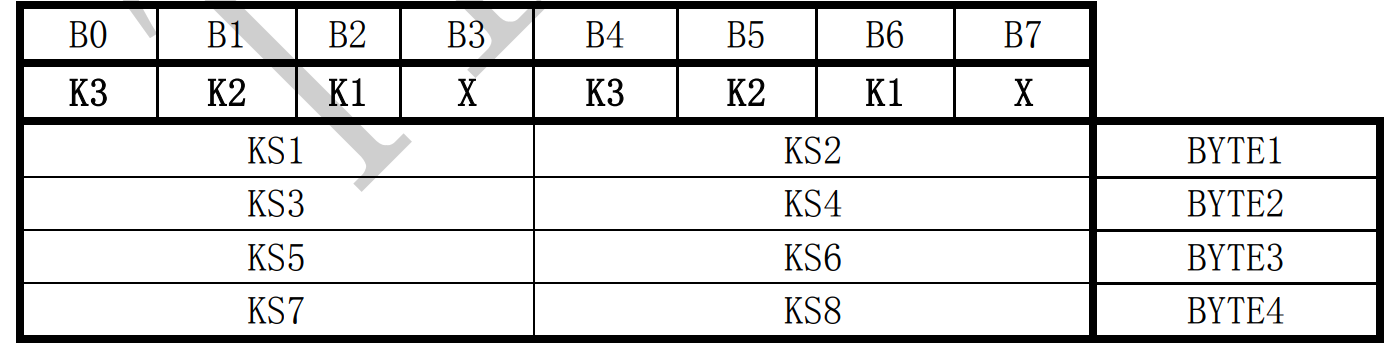 B0 B1 B2 B3 B4 B5 B6 B7
K3 K2 K1 X K3 K2 K1 X
KS1 KS2 BYTE1
KS3 KS4 BYTE2
KS5 KS6 BYTE3
KS7 KS8 BYTE4